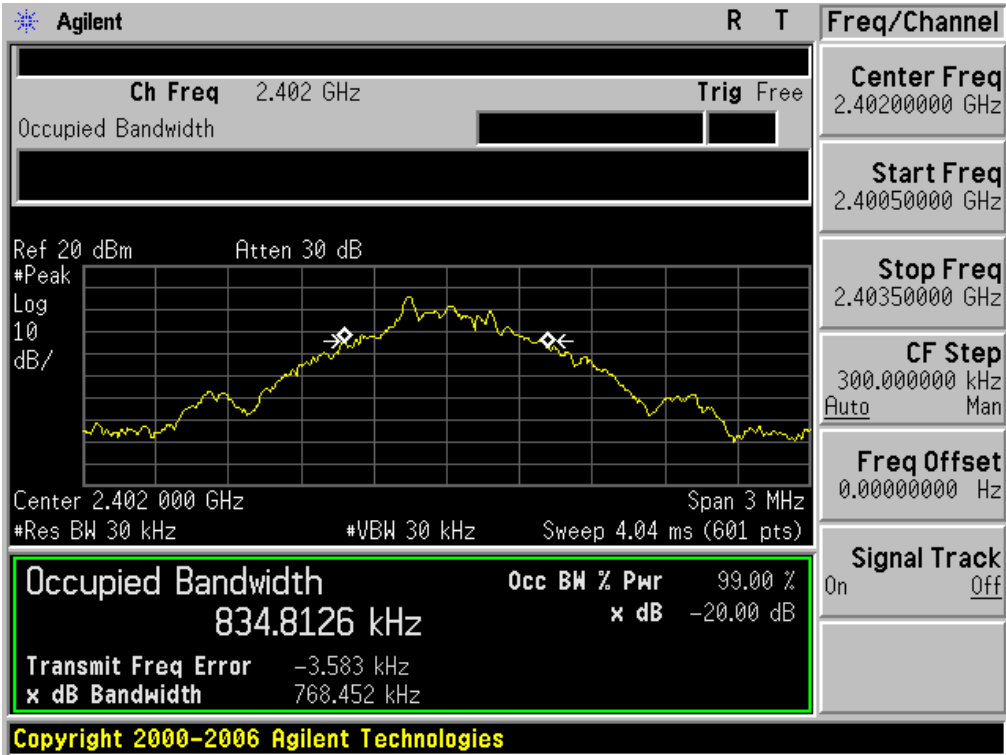 Agilent R T
Freq/Channel
Ch Freq 2.402 GHz Trig Free
Occupied Bandwidth
Center Freq
2.40200000 GHz
Start Freq
2.40050000 GHz
Stop Freq
2.40350000 GHz
CF Step
300.000000 kHz
Auto Man
Freq Offset
0.00000000 Hz
Signal Track
On Off
Ref 20 dBm Atten 30 dB
#Peak
Log
10
dB/
Center 2.402 000 GHz Span 3 MHz
#Res BW 30 kHz #VBW 30 kHz Sweep 4.04 ms (601 pts)
Occupied Bandwidth Occ BW % Pwr 99.00 %
834.8126 kHz x dB -20.00 dB
Transmit Freq Error -3.583 kHz
x dB Bandwidth 768.452 kHz
Copyright 2000-2006 Agilent Technologies